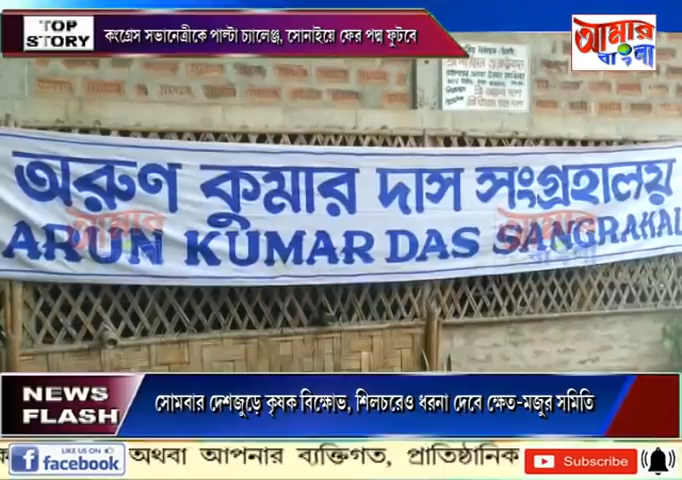 TOP STORY
কংগ্রেস সভানেত্রীকে পাল্টা চ্যালেঞ্জ, সোনাইয়ে ফের পদ্ম ফুটবে
আমার বাংলা
অরুণ কুমার দাস সংগ্রহালয়
ARUN KUMAR DAS SANGRAHAL
NEWS FLASH
সোমবার দেশজুড়ে কৃষক বিক্ষোভ, শিলচরেও ধরনা দেবে ক্ষেত-মজুর সমিতি
LIKE US ON
facebook
অথবা আপনার ব্যক্তিগত, প্রাতিষ্ঠানিক
Subscribe